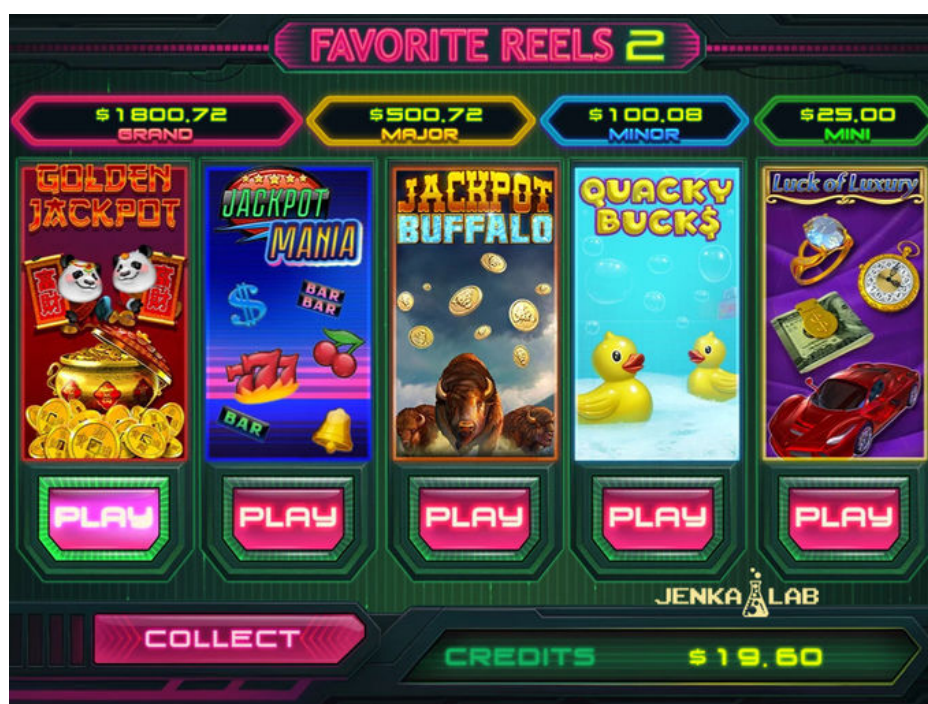 FAVORITE REELS 2
$1800.72
GRAND
$500.72
MAJOR
$100.08
MINOR
$25.00
MINI
GOLDEN
JACKPOT
JACKPOT
MANIA
BAR
BAR
777
BAR
JACKPOT
BUFFALO
QUACKY
BUCK$
Luck of Luxury
PLAY
PLAY
PLAY
PLAY
PLAY
JENKA LAB
COLLECT
CREDITS $19.60